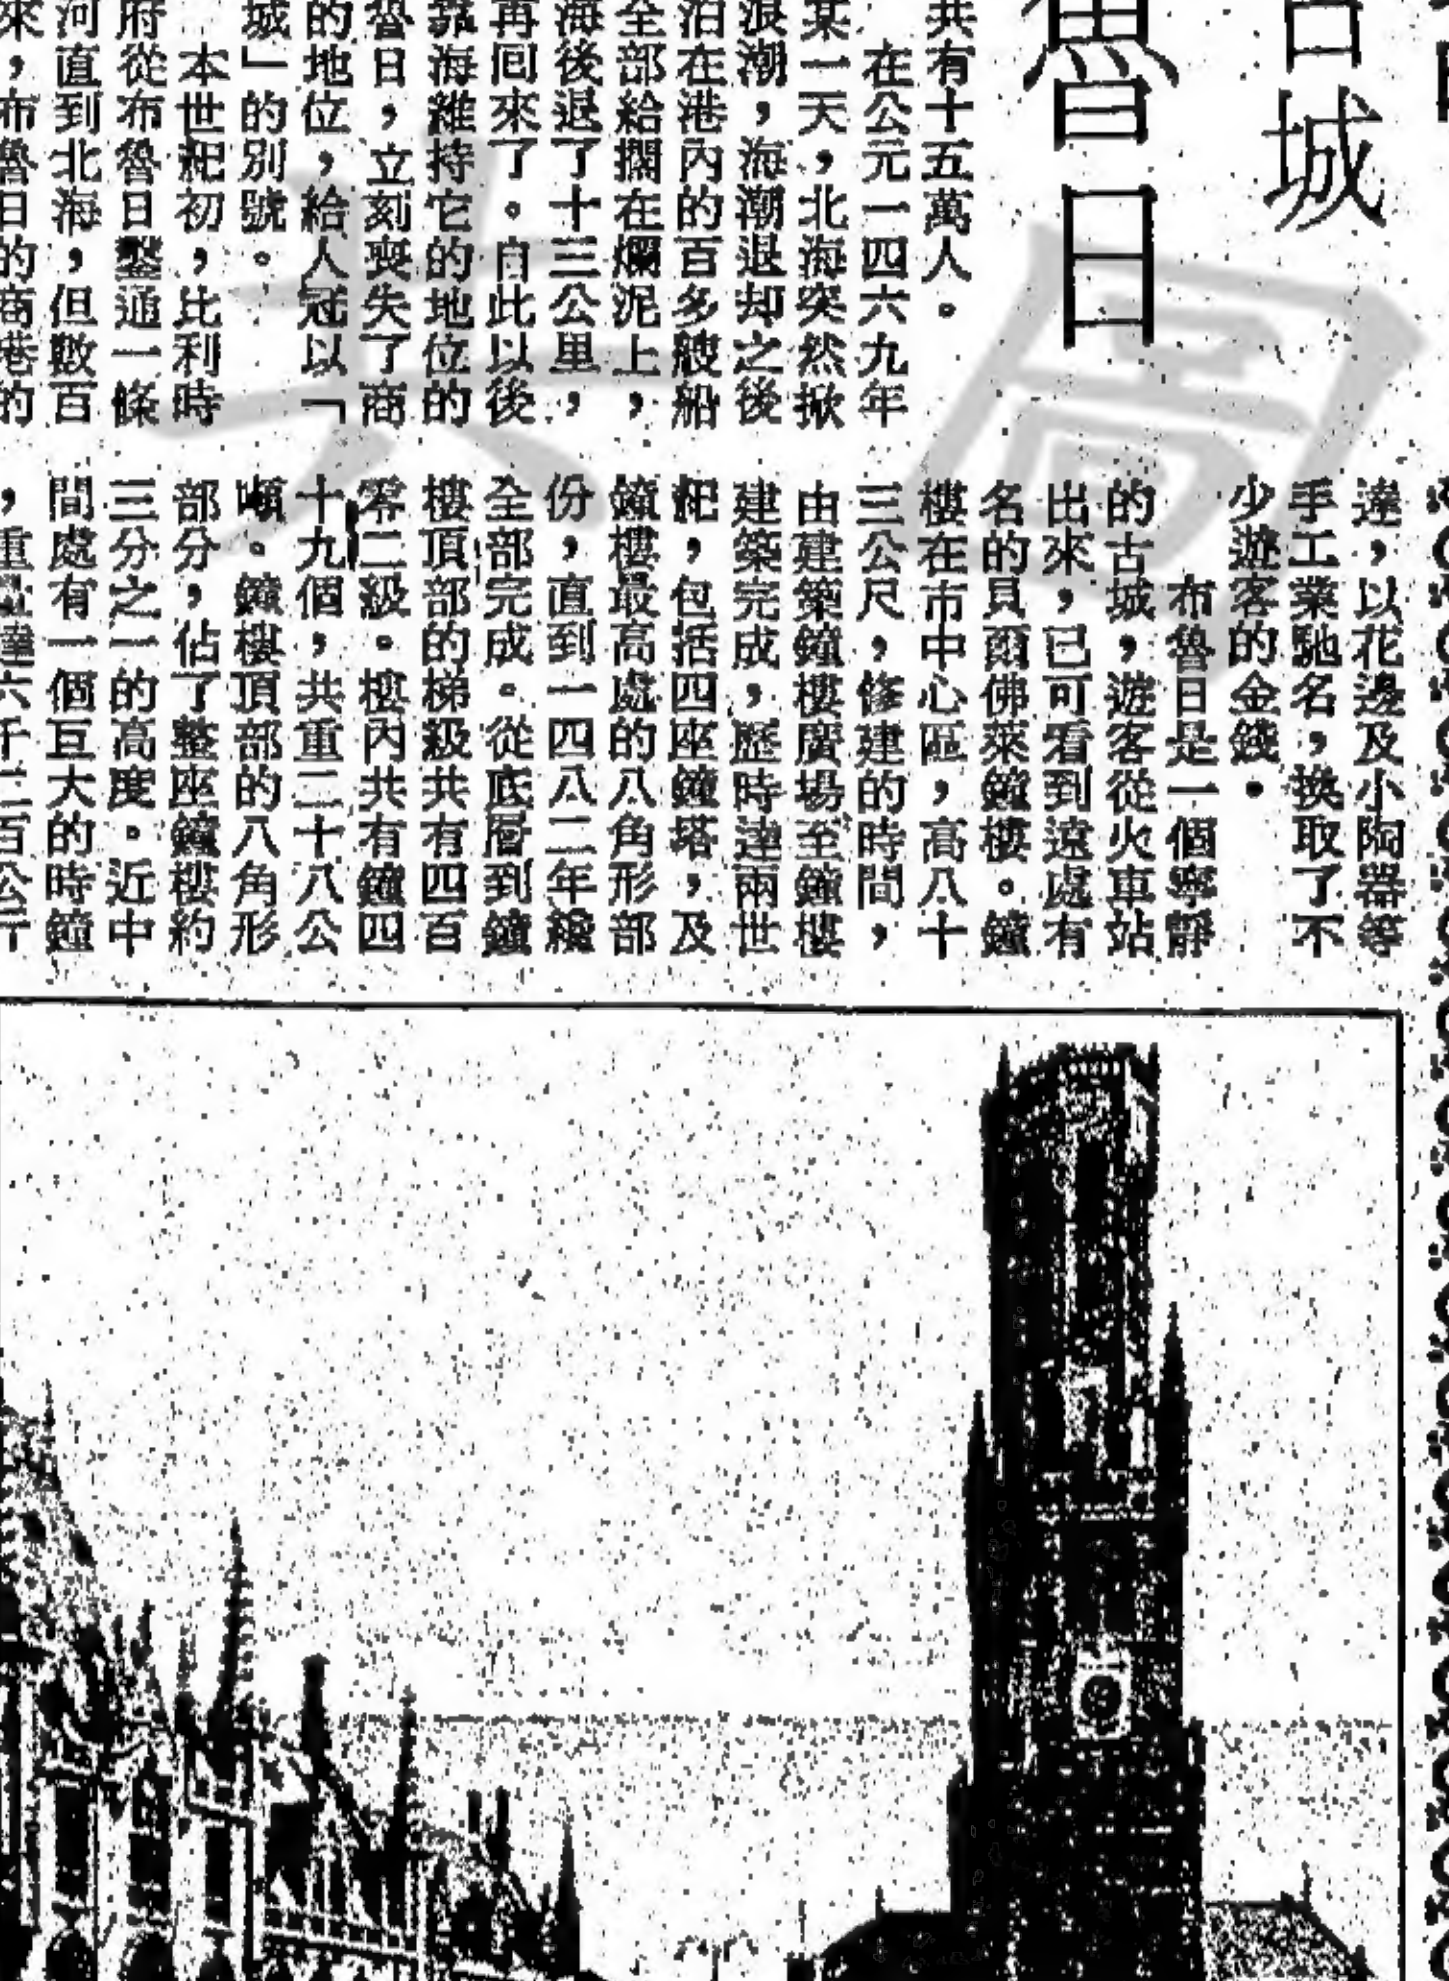 古城
魯日
共有十五萬人。
在公元一四六九年
某一天，北海突然掀
浪潮，海潮退却之後
泊在港內的百多艘船
全部給擱在爛泥上，
海後退了十三公里，
再回來了。自此以後
靠海維持它的地位的
魯日，立刻喪失了商
的地位，給人冠以「
城」的別號。
本世紀初，比利時
府從布魯日鑿通一條
河直到北海，但數百
來，布魯日的商港的
達，以花邊及小陶器等
手工業馳名，換取了不
少遊客的金錢。
布魯日是一個寧靜
的古城，遊客從火車站
出來，已可看到遠處有
名的貝爾佛萊鐘樓。鐘
樓在市中心區，高八十
三公尺，修建的時間，
由建築鐘樓廣場至鐘樓
建築完成，歷時達兩世
紀，包括四座鐘塔，及
鐘樓最高處的八角形部
份，直到一四八二年纔
全部完成。從底層到鐘
樓頂部的梯級共有四百
零二級。樓內共有鐘四
十九個，共重二十八公
噸。鐘樓頂部的八角形
部分，佔了整座鐘樓約
三分之一的高度。近中
間處有一個巨大的時鐘
，重量達六千二百公斤